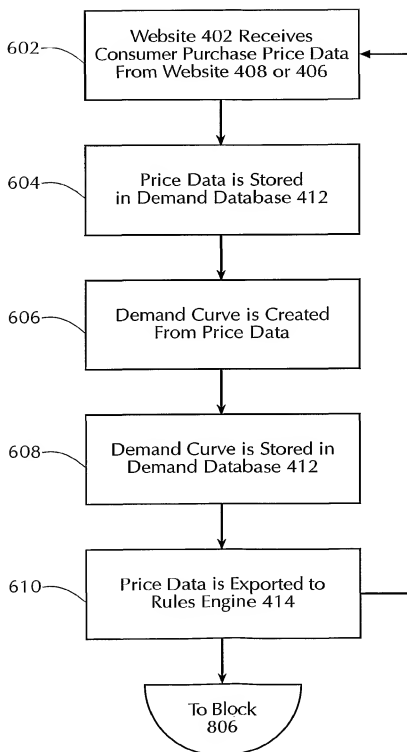 602
Website 402 Receives
Consumer Purchase Price Data
From Website 408 or 406
604
Price Data is Stored
in Demand Database 412
606
Demand Curve is Created
From Price Data
608
Demand Curve is Stored in
Demand Database 412
610
Price Data is Exported to
Rules Engine 414
To Block
806